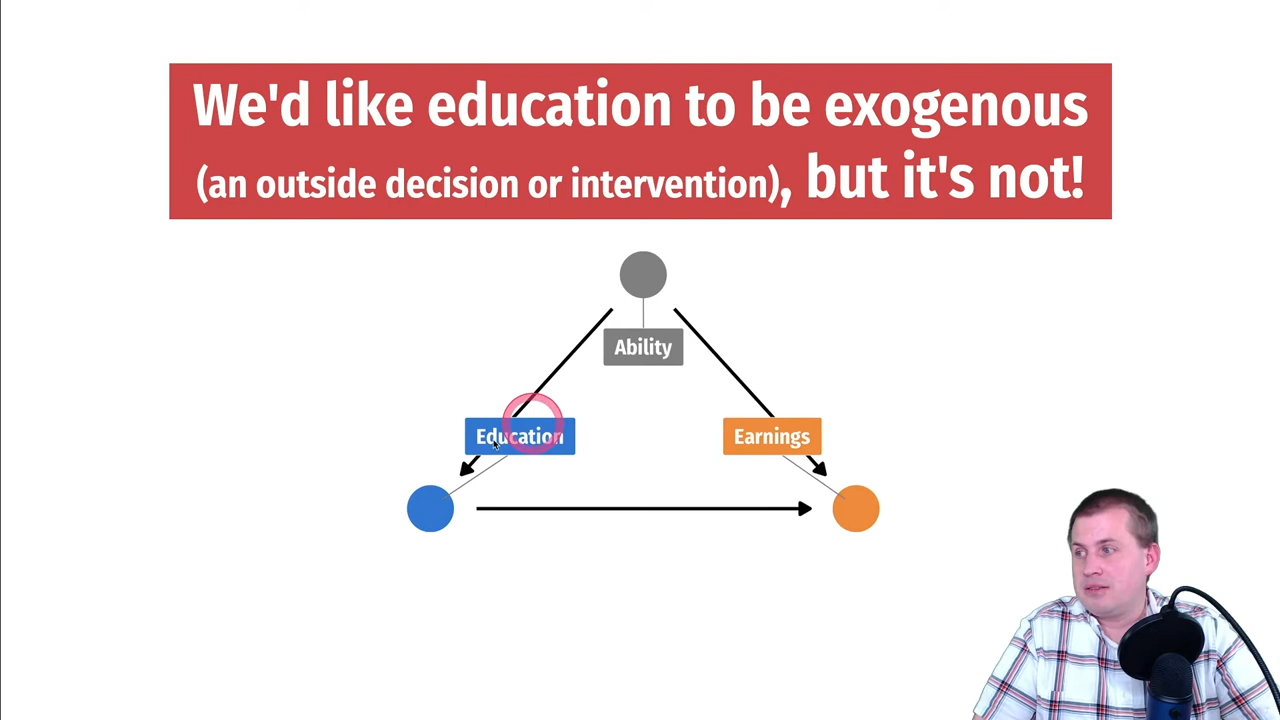 We'd like education to be exogenous
(an outside decision or intervention), but it's not!
Ability
Education
Earnings